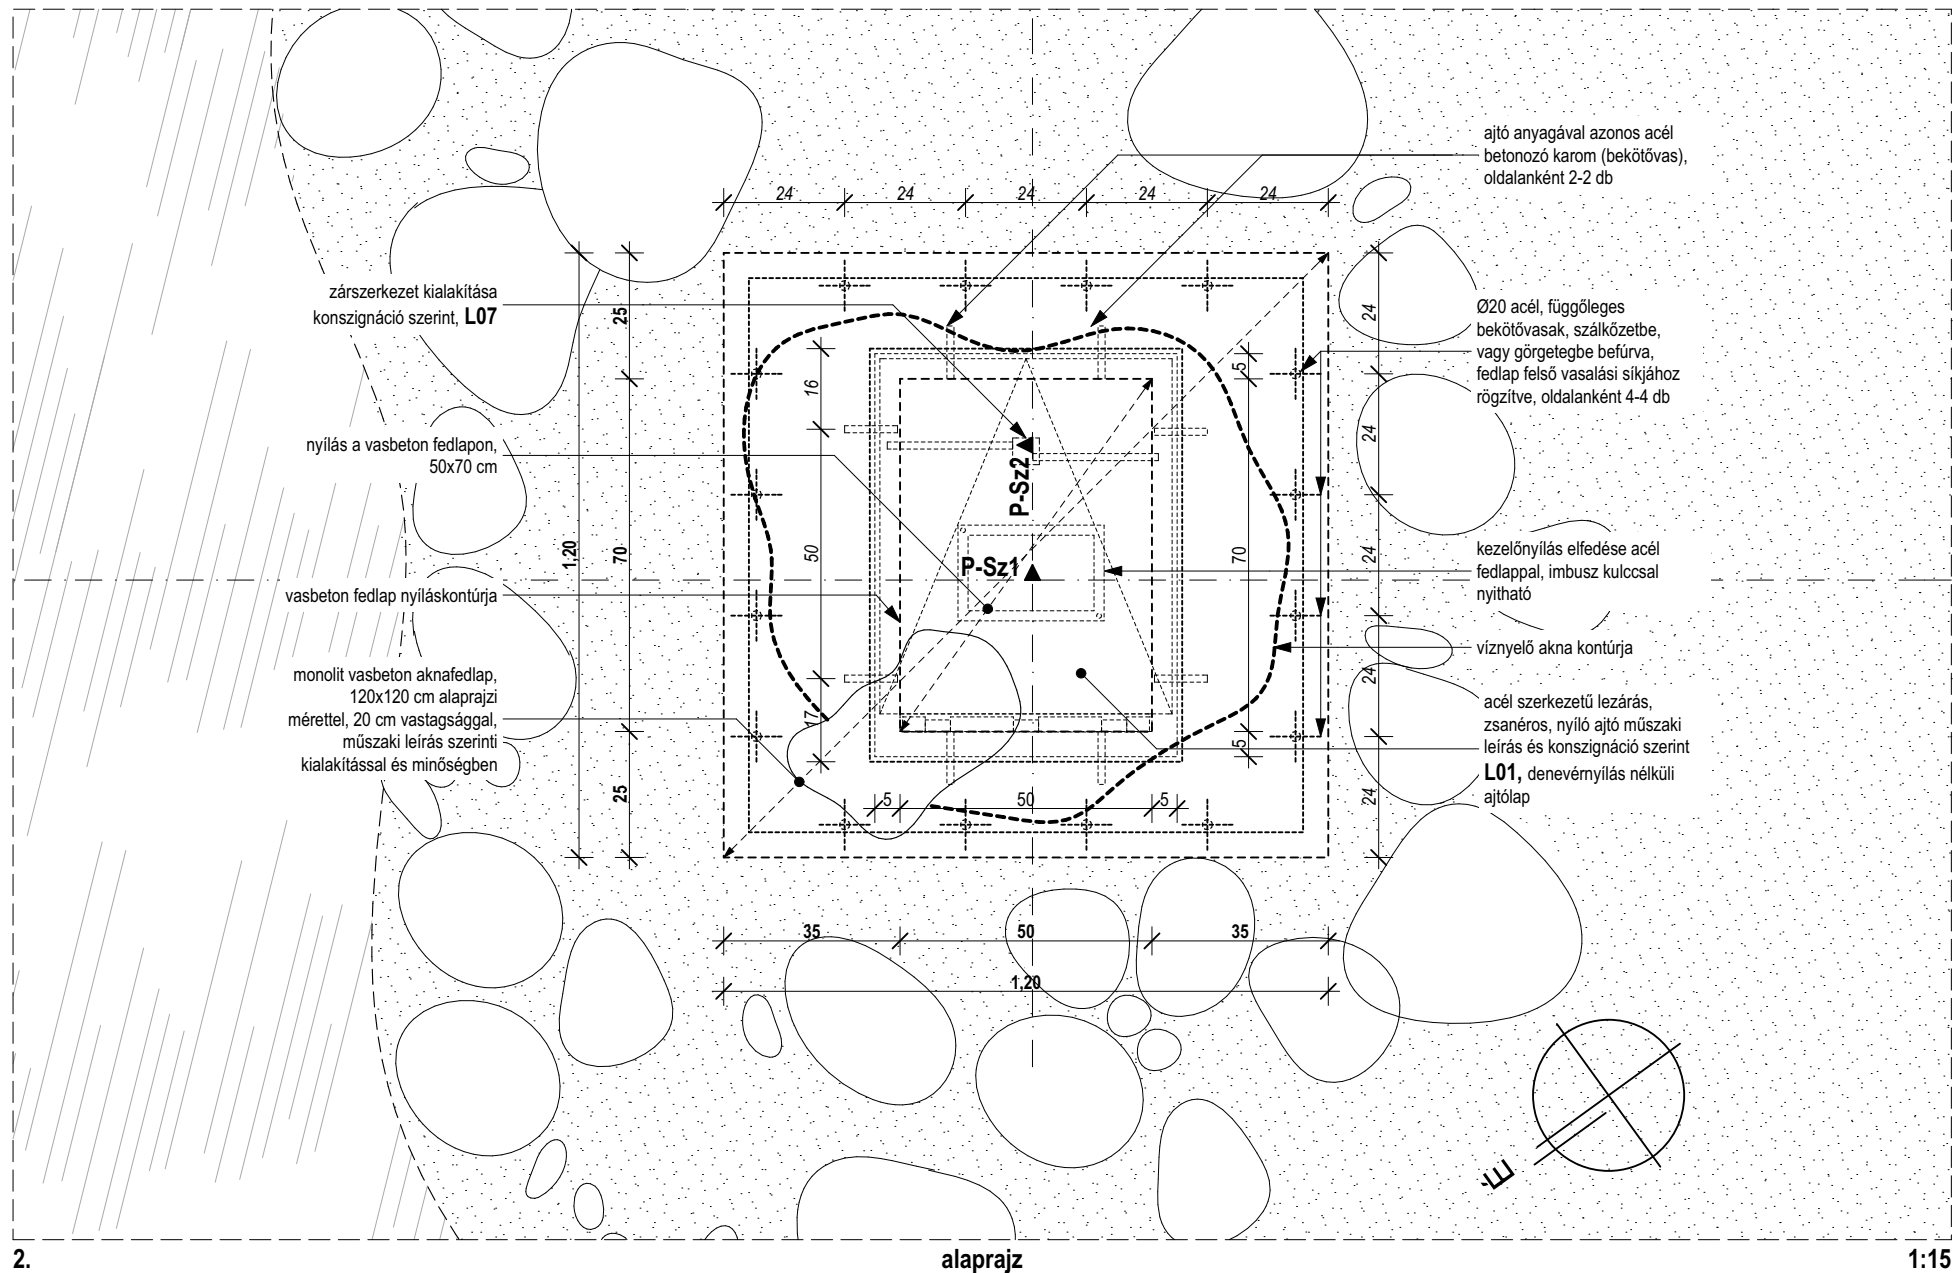 ajtó anyagával azonos acél
betonozó karom (bekötővas),
oldalanként 2-2 db
24 24 24 24 24
zárszerkezet kialakítása
konszignáció szerint, L07
Ø20 acél, függőleges
bekötővasak, szálkőzetbe,
vagy görgetegbe befúrva,
fedlap felső vasalási síkjához
rögzítve, oldalanként 4-4 db
nyílás a vasbeton fedlapon,
50x70 cm
kezelőnyílás elfedése acél
fedlappal, imbusz kulccsal
nyitható
vasbeton fedlap nyíláskontúrja
víznyelő akna kontúrja
monolit vasbeton aknafedlap,
120x120 cm alaprajzi
mérettel, 20 cm vastagsággal,
műszaki leírás szerinti
kialakítással és minőségben
acél szerkezetű lezárás,
zsanéros, nyíló ajtó műszaki
leírás és konszignáció szerint
L01, denevérnyílás nélküli
ajtólap
1,20
25
70
25
16
50
17
P-Sz2
P-Sz1
5
70
5
24
24
24
24
24
5 50 5
35 50 35
1,20
É
2. alaprajz 1:15